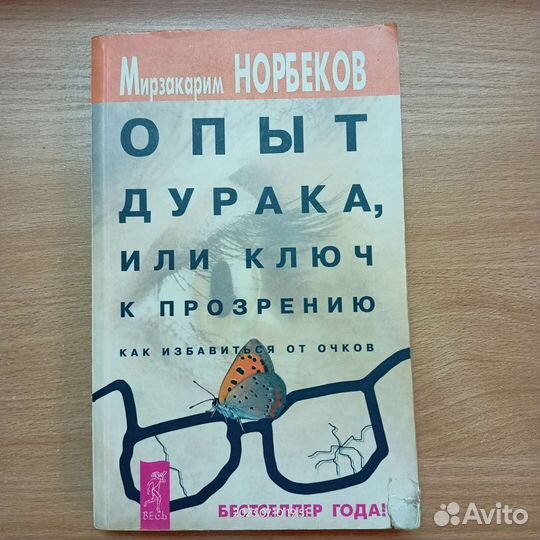 Мирзакарим НОРБЕКОВ
ОПЫТ
ДУРАКА,
ИЛИ КЛЮЧ
К ПРОЗРЕНИЮ
КАК ИЗБАВИТЬСЯ ОТ ОЧКОВ
ВЕСЬ
БЕСТСЕЛЛЕР ГОДА!
Avito